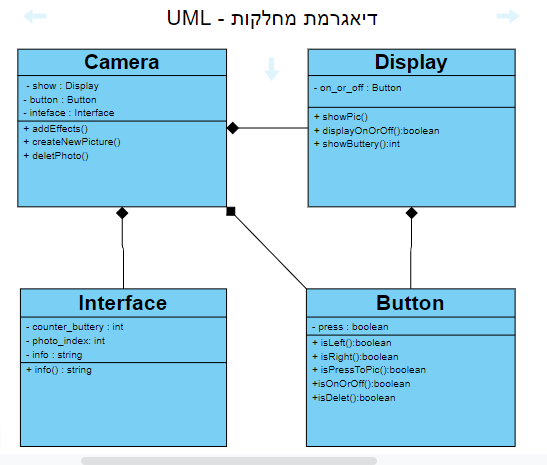 דיאגרמת מחלקות - UML
Camera
- show : Display
- button : Button
- inteface : Interface
+ addEffects()
+ createNewPicture()
+ deletPhoto()
Display
- on_or_off : Button
+ showPic()
+ displayOnOrOff():boolean
+ showButtery():int
Interface
- counter_buttery : int
- photo_index: int
- info : string
+ info() : string
Button
- press : boolean
+ isLeft():boolean
+ isRight():boolean
+ isPressToPic():boolean
+isOnOrOff():boolean
+isDelet():boolean